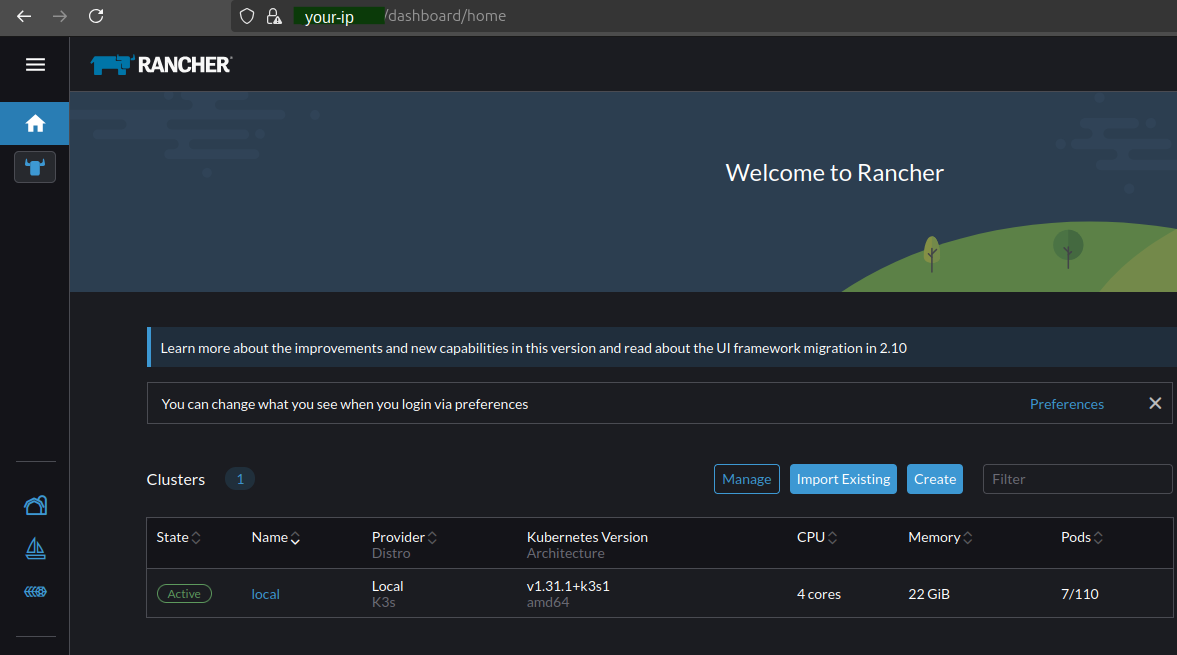 your-ip /dashboard/home
RANCHER
Welcome to Rancher
Learn more about the improvements and new capabilities in this version and read about the UI framework migration in 2.10
You can change what you see when you login via preferences Preferences
Clusters 1 Manage Import Existing Create Filter
State Name Provider Kubernetes Version CPU Memory Pods
Distro Architecture
Active local Local v1.31.1+k3s1 4 cores 22 GiB 7/110
K3s amd64